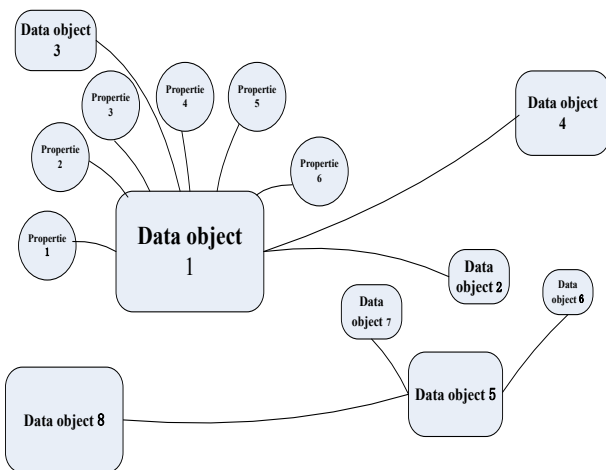 Data object
3
Propertie
4
Propertie
5
Propertie
3
Data object
4
Propertie
2
Propertie
6
Data object
1
Propertie
1
Data
object 2
Data
object 6
Data
object 7
Data object 5
Data object 8